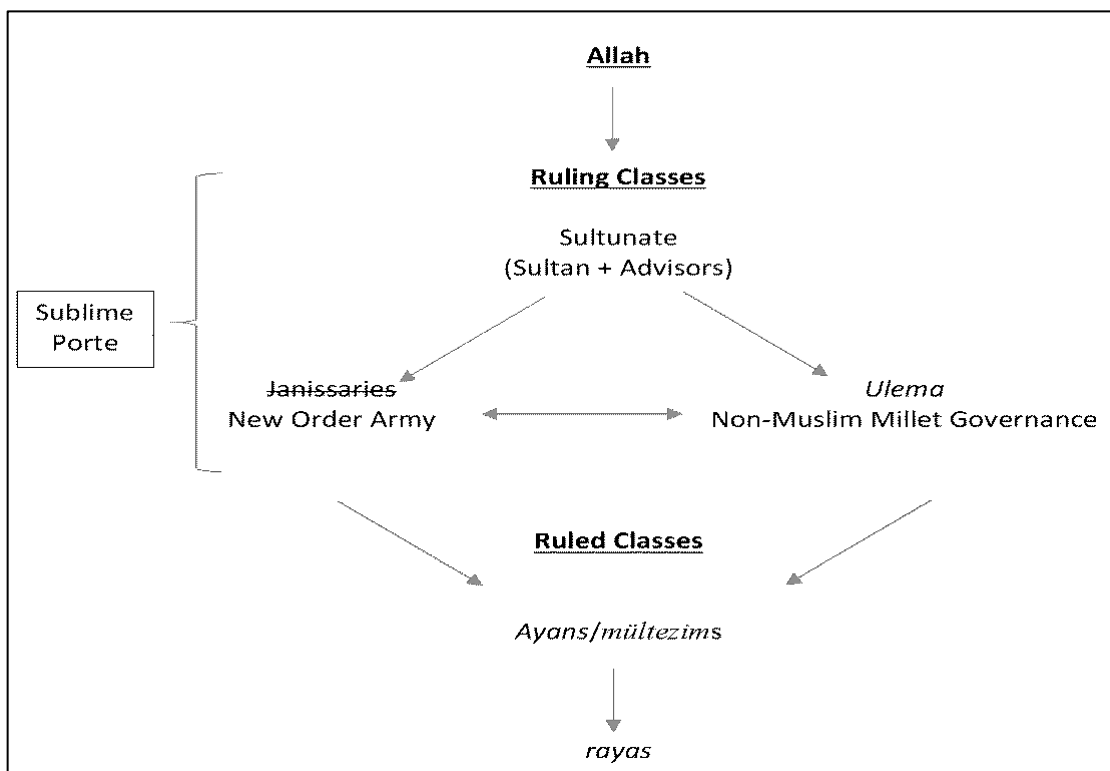 Allah
Ruling Classes
Sultunate
(Sultan + Advisors)
Sublime
Porte
Janissaries
New Order Army
Ulema
Non-Muslim Millet Governance
Ruled Classes
Ayans/mültezims
rayas